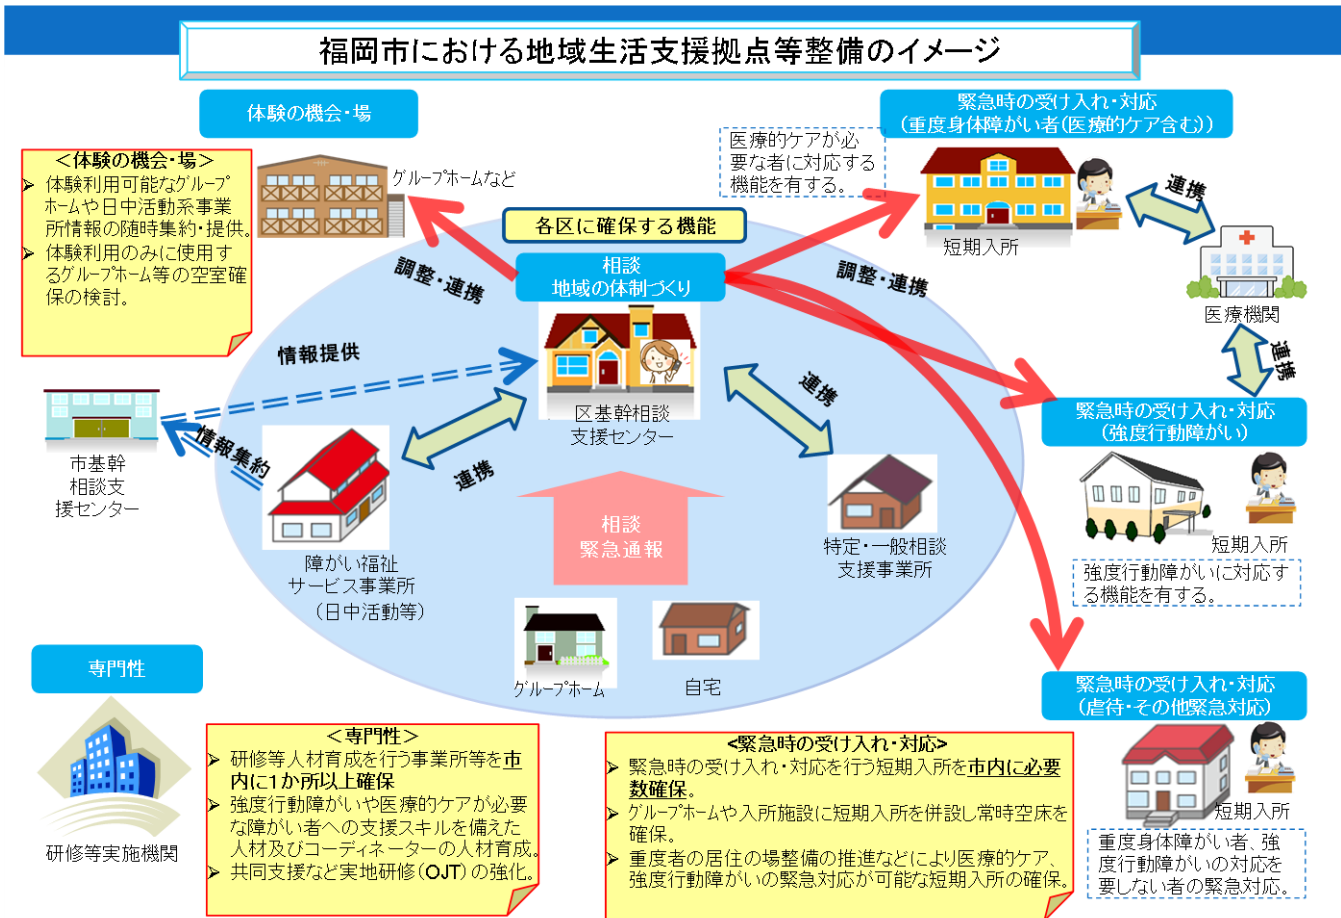 福岡市における地域生活支援拠点等整備のイメージ
体験の機会・場
緊急時の受け入れ・対応
(重度身体障がい者(医療的ケア含む))
医療的ケアが必
要な者に対応する
機能を有する。
＜体験の機会・場＞
➢ 体験利用可能なグループ
ホームや日中活動系事業
所情報の随時集約・提供。
➢ 体験利用のみに使用す
るグループホーム等の空室確
保の検討。
グループホームなど
各区に確保する機能
相談
地域の体制づくり
調整・連携
調整・連携
短期入所
連携
医療機関
連携
情報提供
区基幹相談
支援センター
連携
連携
情報集約
市基幹
相談支
援センター
障がい福祉
サービス事業所
（日中活動等）
相談
緊急通報
特定・一般相談
支援事業所
グループホーム
自宅
緊急時の受け入れ・対応
(強度行動障がい)
短期入所
強度行動障がいに対応す
る機能を有する。
緊急時の受け入れ・対応
(虐待・その他緊急対応)
短期入所
重度身体障がい者、強
度行動障がいの対応を
要しない者の緊急対応。
専門性
研修等実施機関
＜専門性＞
➢ 研修等人材育成を行う事業所等を市
内に1か所以上確保
➢ 強度行動障がいや医療的ケアが必要
な障がい者への支援スキルを備えた
人材及びコーディネーターの人材育成。
➢ 共同支援など実地研修(OJT)の強化。
<緊急時の受け入れ・対応>
➢ 緊急時の受け入れ・対応を行う短期入所を市内に必要
数確保。
➢ グループホームや入所施設に短期入所を併設し常時空床を
確保。
➢ 重度者の居住の場整備の推進などにより医療的ケア、
強度行動障がいの緊急対応が可能な短期入所の確保。